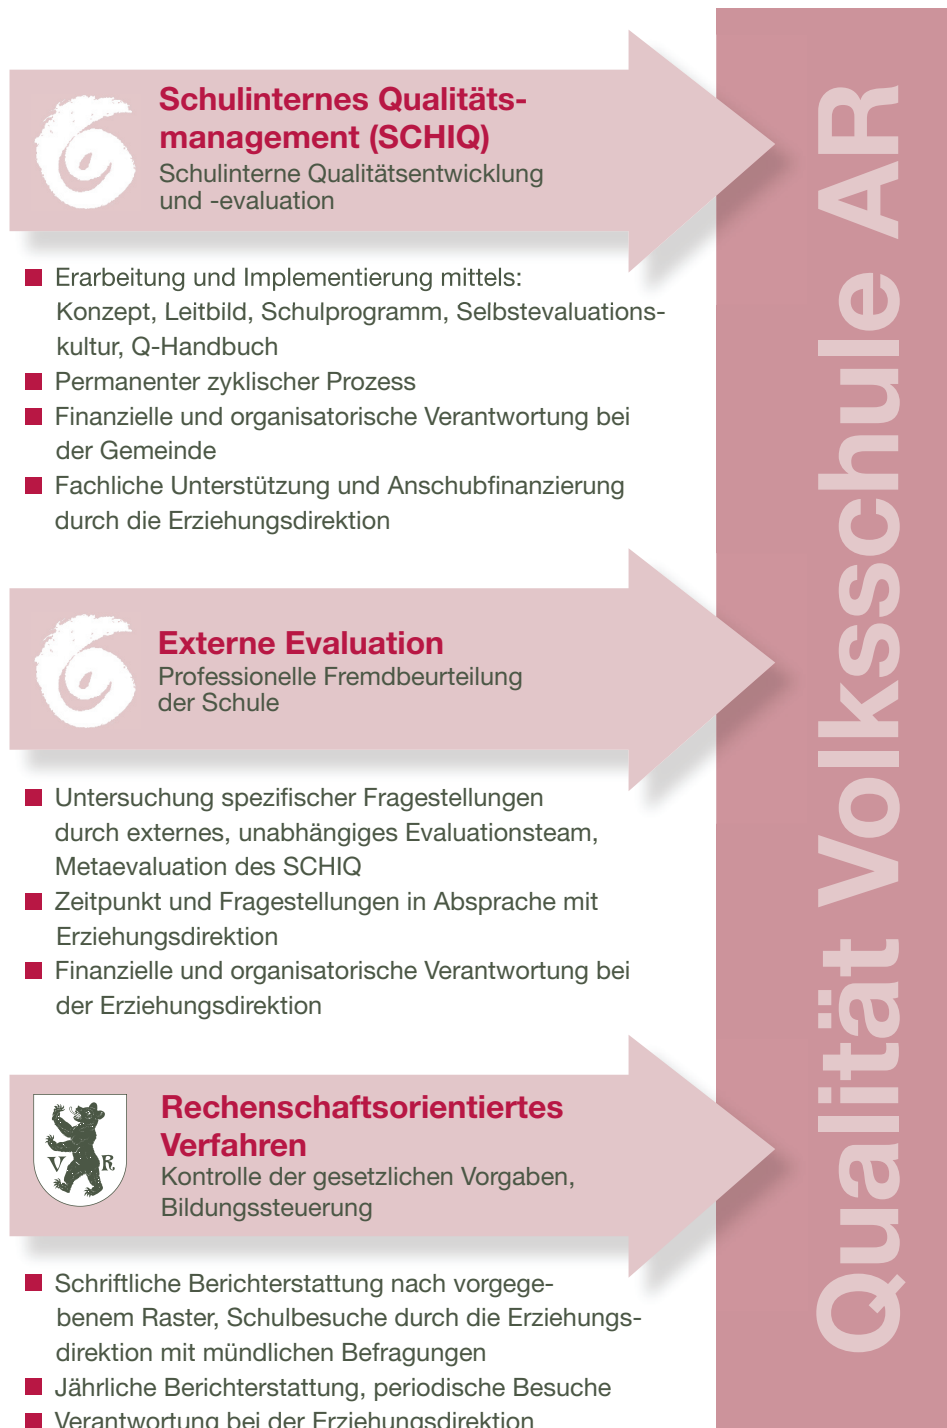 Schulinternes Qualitäts-
management (SCHIQ)
Schulinterne Qualitätsentwicklung
und -evaluation
■ Erarbeitung und Implementierung mittels:
Konzept, Leitbild, Schulprogramm, Selbstevaluations-
kultur, Q-Handbuch
■ Permanenter zyklischer Prozess
■ Finanzielle und organisatorische Verantwortung bei
der Gemeinde
■ Fachliche Unterstützung und Anschubfinanzierung
durch die Erziehungsdirektion
Externe Evaluation
Professionelle Fremdbeurteilung
der Schule
■ Untersuchung spezifischer Fragestellungen
durch externes, unabhängiges Evaluationsteam,
Metaevaluation des SCHIQ
■ Zeitpunkt und Fragestellungen in Absprache mit
Erziehungsdirektion
■ Finanzielle und organisatorische Verantwortung bei
der Erziehungsdirektion
V R
Rechenschaftsorientiertes
Verfahren
Kontrolle der gesetzlichen Vorgaben,
Bildungssteuerung
■ Schriftliche Berichterstattung nach vorgege-
benem Raster, Schulbesuche durch die Erziehungs-
direktion mit mündlichen Befragungen
■ Jährliche Berichterstattung, periodische Besuche
■ Verantwortung bei der Erziehungsdirektion
Qualität Volksschule AR